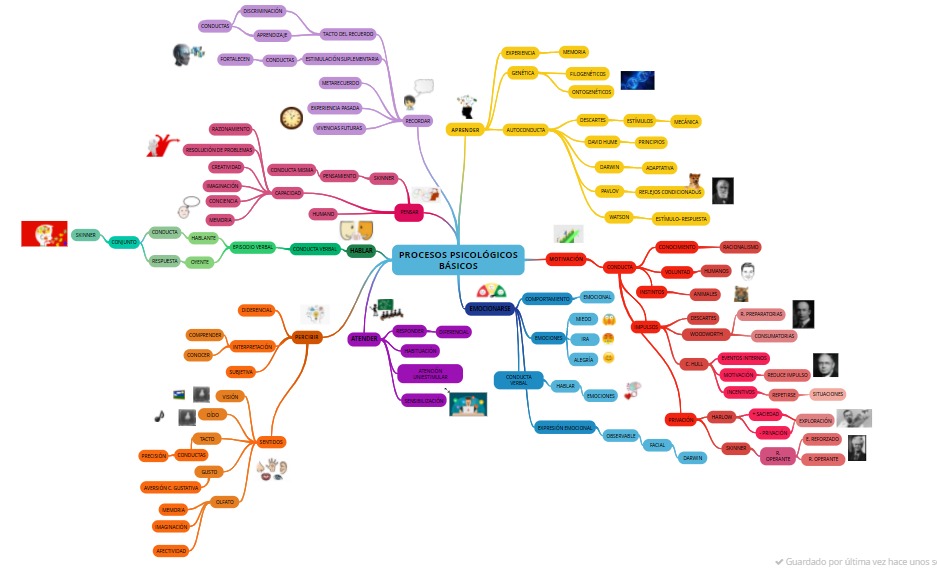 DISCRIMINACIÓN
CONDUCTAS
APRENDIZAJE
TACTO DEL RECUERDO
FORTALECEN
CONDUCTAS
ESTIMULACIÓN SUPLEMENTARIA
METARECUERDO
EXPERIENCIA PASADA
VIVENCIAS FUTURAS
RECORDAR
EXPERIENCIA
MEMORIA
GENÉTICA
FILOGENÉTICOS
ONTOGENÉTICOS
APRENDER
AUTOCONDUCTA
DESCARTES
ESTÍMULOS
MECÁNICA
DAVID HUME
PRINCIPIOS
DARWIN
ADAPTATIVA
PAVLOV
REFLEJOS CONDICIONADOS
WATSON
ESTÍMULO- RESPUESTA
RAZONAMIENTO
RESOLUCIÓN DE PROBLEMAS
CREATIVIDAD
IMAGINACIÓN
CONCIENCIA
MEMORIA
CAPACIDAD
CONDUCTA MISMA
PENSAMIENTO
SKINNER
HUMANO
PENSAR
SKINNER
CONJUNTO
CONDUCTA
HABLANTE
RESPUESTA
OYENTE
EPISODIO VERBAL
CONDUCTA VERBAL
HABLAR
PROCESOS PSICOLÓGICOS
BÁSICOS
MOTIVACIÓN
CONDUCTA
CONOCIMIENTO
RACIONALISMO
VOLUNTAD
HUMANOS
INSTINTOS
ANIMALES
IMPULSOS
DESCARTES
WOODWORTH
R. PREPARATORIAS
CONSUMATORIAS
C. HULL
EVENTOS INTERNOS
MOTIVACIÓN
REDUCE IMPULSO
INCENTIVOS
REPETIRSE
SITUACIONES
PRIVACIÓN
HARLOW
+ SACIEDAD
- PRIVACIÓN
EXPLORACIÓN
SKINNER
R.
OPERANTE
E. REFORZADO
R. OPERANTE
EMOCIONARSE
COMPORTAMIENTO
EMOCIONAL
EMOCIONES
MIEDO
IRA
ALEGRÍA
CONDUCTA
VERBAL
HABLAR
EMOCIONES
EXPRESIÓN EMOCIONAL
OBSERVABLE
FACIAL
DARWIN
ATENDER
RESPONDER
DIFERENCIAL
HABITUACIÓN
ATENCIÓN
SENSIBILIZACIÓN
PERCIBIR
DIFERENCIAL
COMPRENDER
CONOCER
INTERPRETACIÓN
SUBJETIVA
SENTIDOS
VISIÓN
OÍDO
TACTO
PRECISIÓN
CONDUCTAS
GUSTO
AVERSIÓN C. GUSTATIVA
OLFATO
MEMORIA
IMAGINACIÓN
AFECTIVIDAD
Guardado por última vez hace unos s